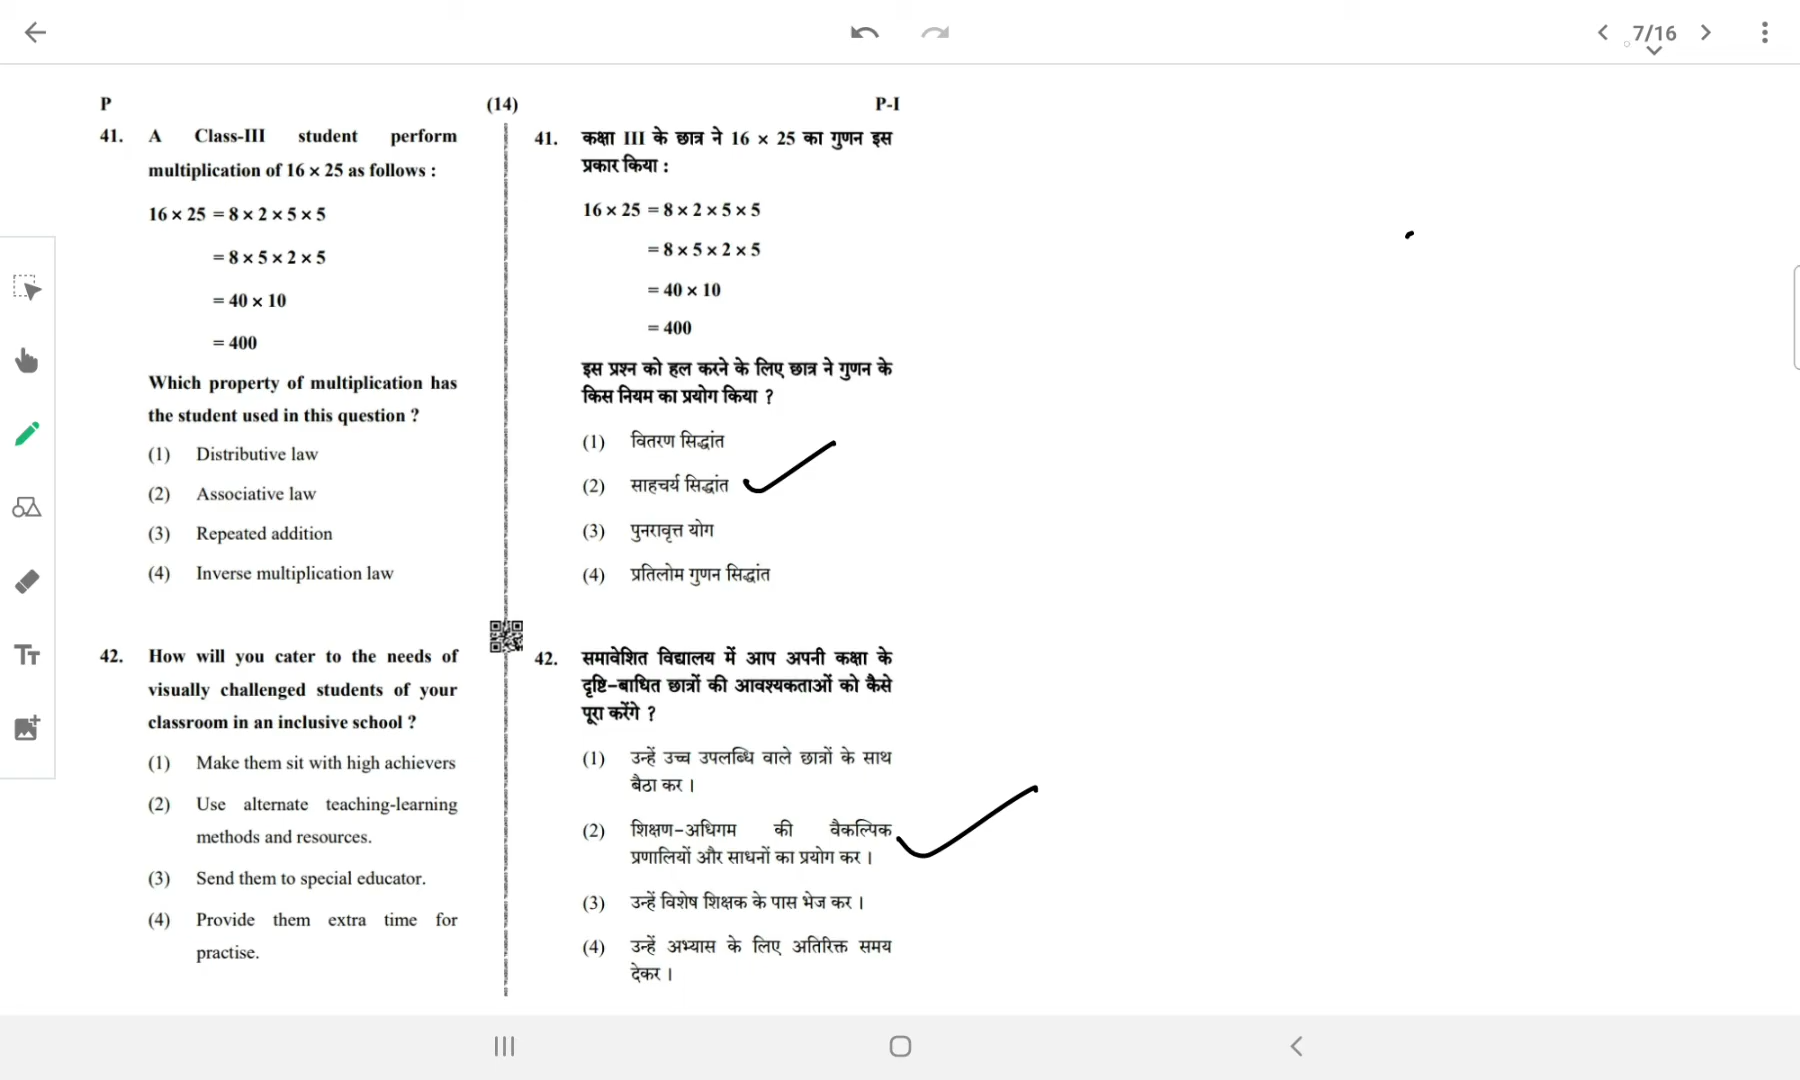 7/16
P
(14)
P-I
41. A Class-III student perform
multiplication of 16 × 25 as follows :
16 × 25 = 8 × 2 × 5 × 5
= 8 × 5 × 2 × 5
= 40 × 10
= 400
Which property of multiplication has
the student used in this question ?
(1) Distributive law
(2) Associative law
(3) Repeated addition
(4) Inverse multiplication law
42. How will you cater to the needs of
visually challenged students of your
classroom in an inclusive school ?
(1) Make them sit with high achievers
(2) Use alternate teaching-learning
methods and resources.
(3) Send them to special educator.
(4) Provide them extra time for
practise.
41. कक्षा III के छात्र ने 16 × 25 का गुणन इस
प्रकार किया :
16 × 25 = 8 × 2 × 5 × 5
= 8 × 5 × 2 × 5
= 40 × 10
= 400
इस प्रश्न को हल करने के लिए छात्र ने गुणन के
किस नियम का प्रयोग किया ?
(1) वितरण सिद्धांत
(2) साहचर्य सिद्धांत
(3) पुनरावृत्त योग
(4) प्रतिलोम गुणन सिद्धांत
42. समावेशित विद्यालय में आप अपनी कक्षा के
दृष्टि-बाधित छात्रों की आवश्यकताओं को कैसे
पूरा करेंगे ?
(1) उन्हें उच्च उपलब्धि वाले छात्रों के साथ
बैठा कर ।
(2) शिक्षण-अधिगम की वैकल्पिक
प्रणालियों और साधनों का प्रयोग कर ।
(3) उन्हें विशेष शिक्षक के पास भेज कर ।
(4) उन्हें अभ्यास के लिए अतिरिक्त समय
देकर ।